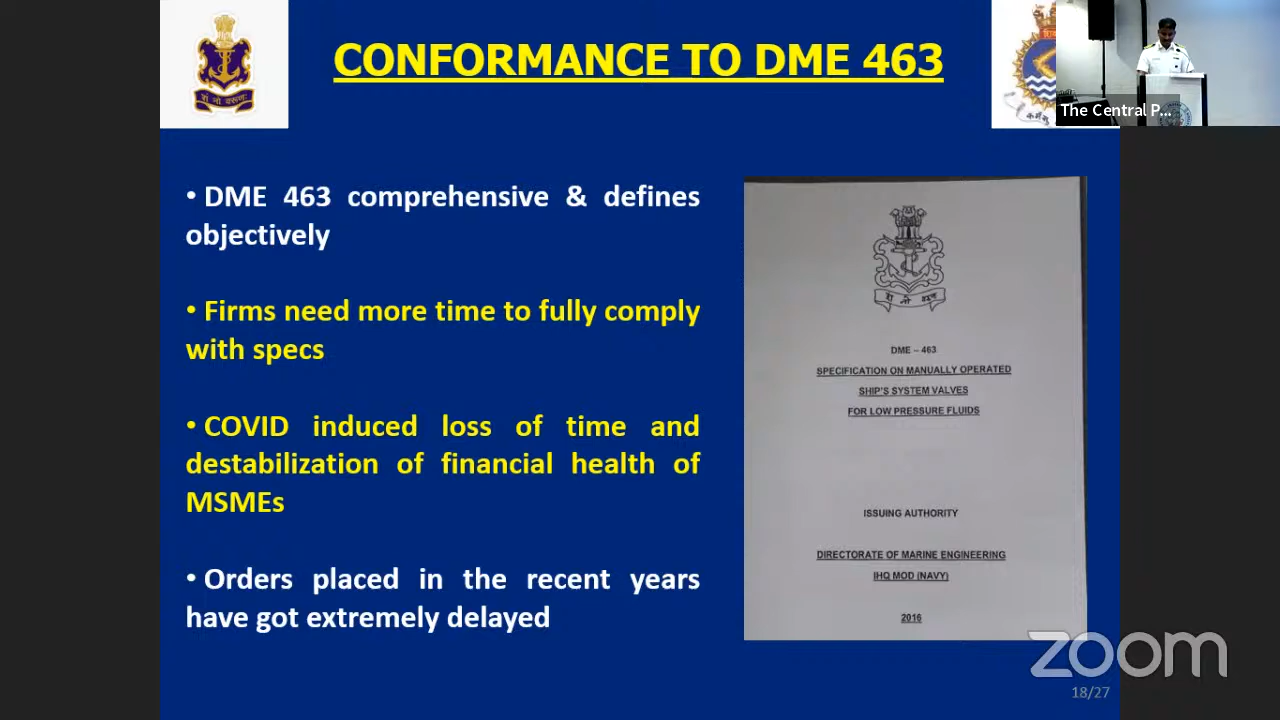 CONFORMANCE TO DME 463
The Central P...
• DME 463 comprehensive & defines
objectively
• Firms need more time to fully comply
with specs
• COVID induced loss of time and
destabilization of financial health of
MSMEs
• Orders placed in the recent years
have got extremely delayed
DME – 463
SPECIFICATION ON MANUALLY OPERATED
SHIP'S SYSTEM VALVES
FOR LOW PRESSURE FLUIDS
ISSUING AUTHORITY
DIRECTORATE OF MARINE ENGINEERING
IHQ MOD (NAVY)
2016
zoom
18/27